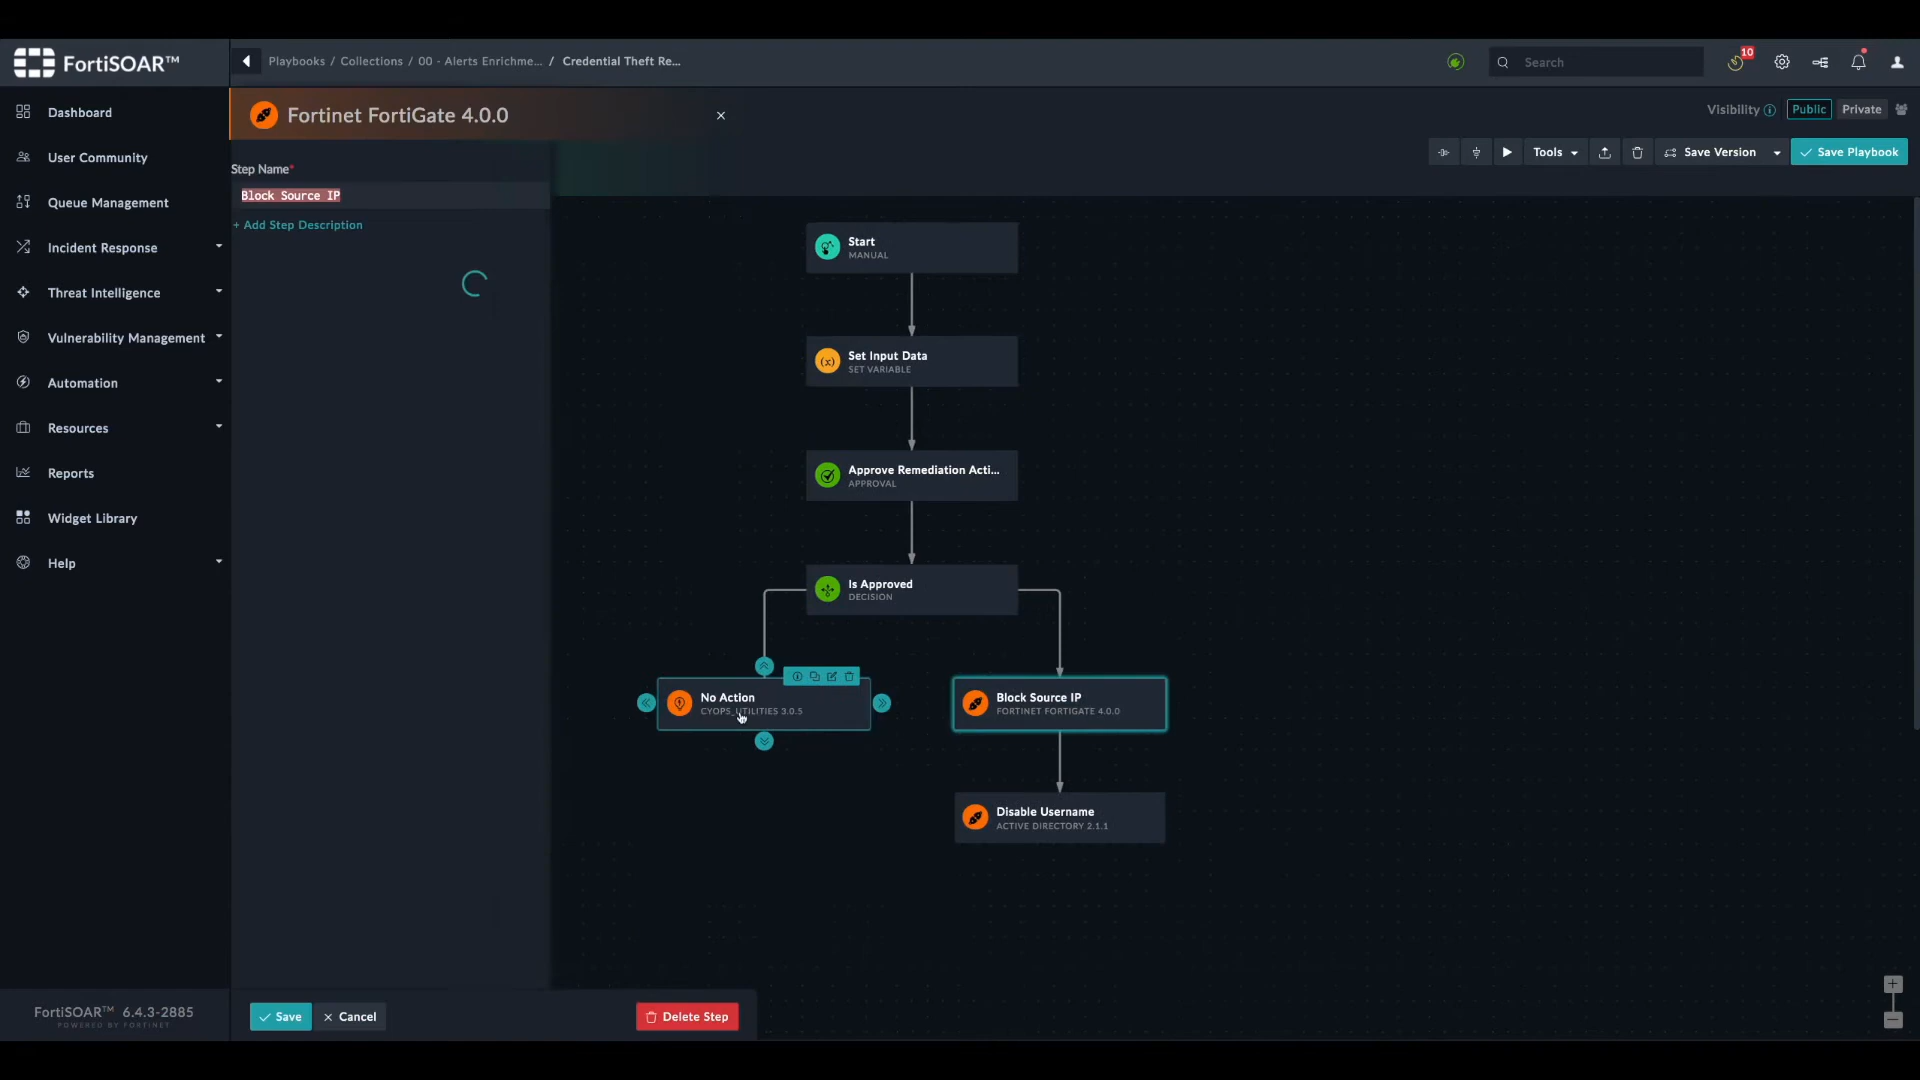 FortiSOAR™
Playbooks / Collections / 00 - Alerts Enrichme... / Credential Theft Re...
10
Search
Dashboard
User Community
Queue Management
Incident Response
Threat Intelligence
Vulnerability Management
Automation
Resources
Reports
Widget Library
Help
FortiSOAR™ 6.4.3-2885
POWERED BY FORTINET
Fortinet FortiGate 4.0.0
Step Name*
Block Source IP
+ Add Step Description
Save
Cancel
Delete Step
Visibility
Public
Private
Tools
Save Version
Save Playbook
Start
MANUAL
Set Input Data
SET VARIABLE
Approve Remediation Acti...
APPROVAL
Is Approved
DECISION
No Action
CYOPS_UTILITIES 3.0.5
Block Source IP
FORTINET FORTIGATE 4.0.0
Disable Username
ACTIVE DIRECTORY 2.1.1